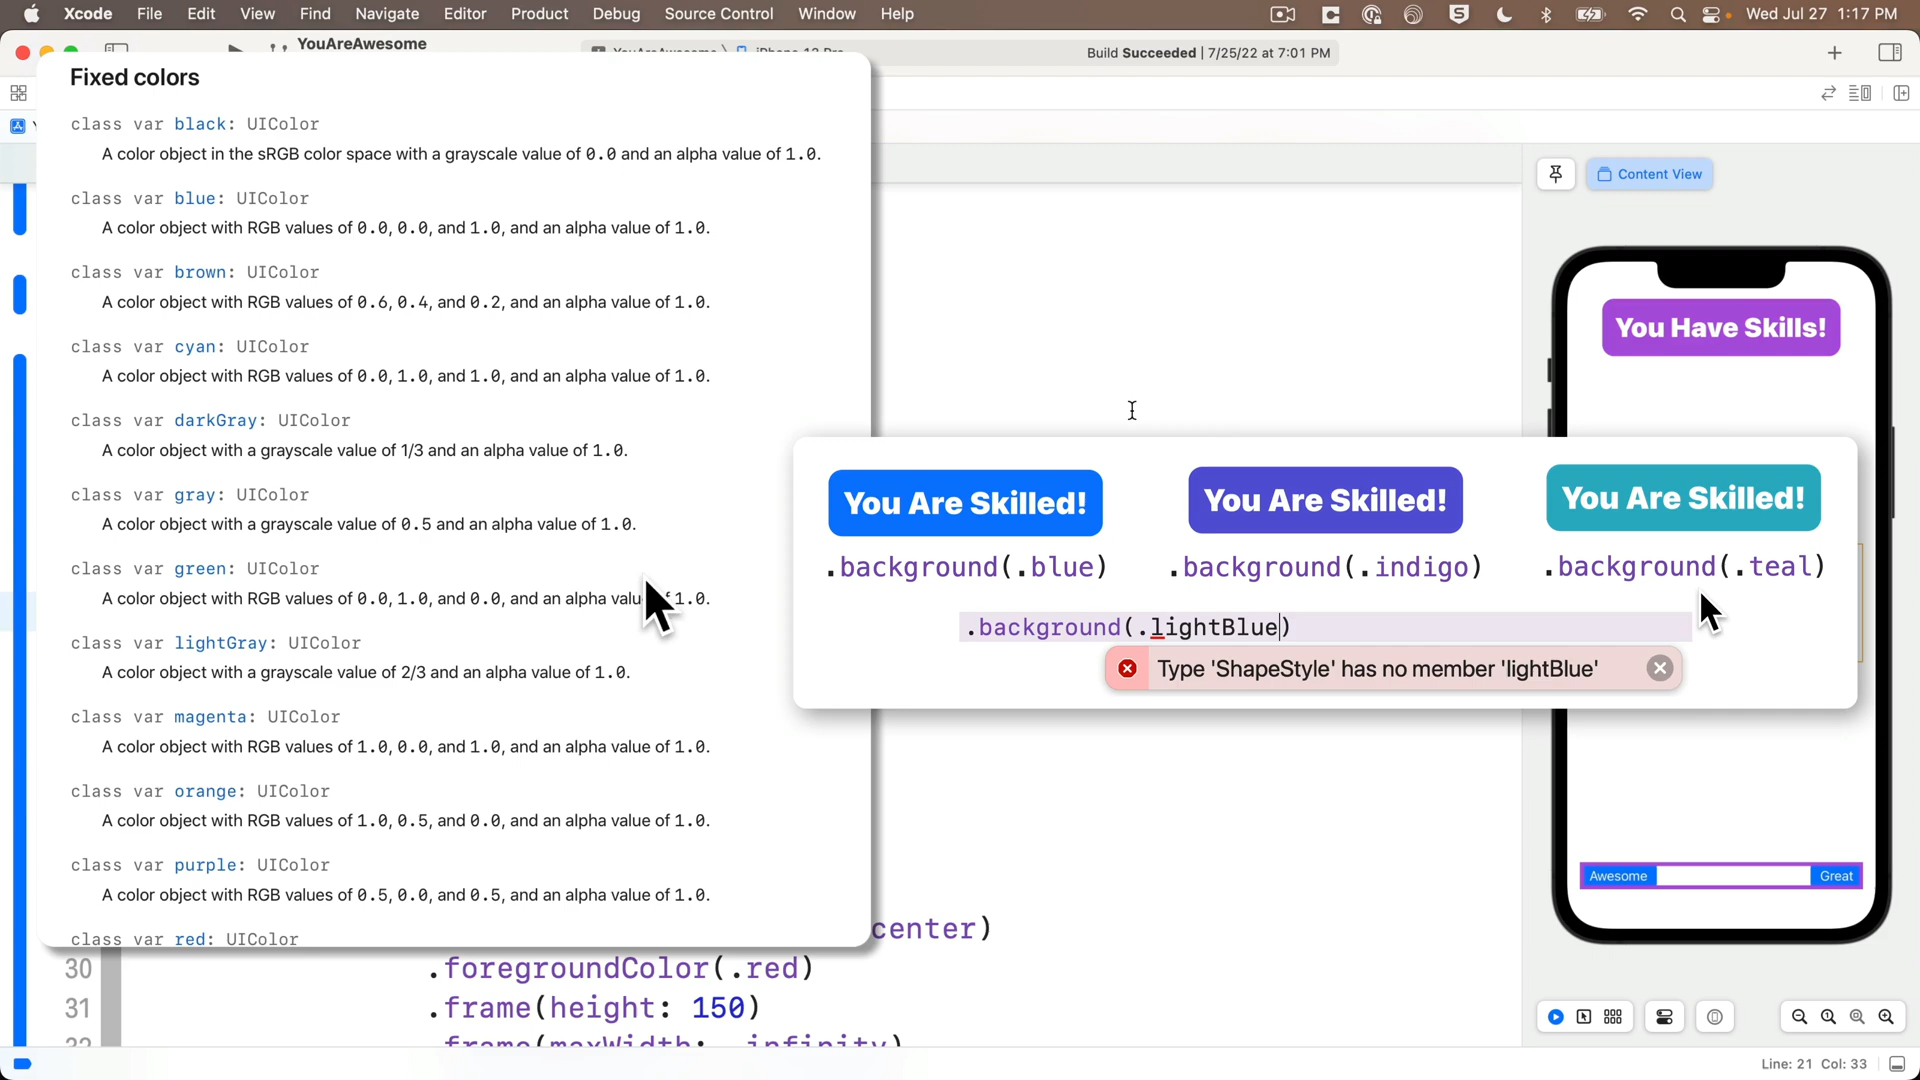 Xcode File Edit View Find Navigate Editor Product Debug Source Control Window Help Wed Jul 27 1:17 PM
YouAreAwesome
Build Succeeded | 7/25/22 at 7:01 PM
Fixed colors
class var black: UIColor
A color object in the sRGB color space with a grayscale value of 0.0 and an alpha value of 1.0.
class var blue: UIColor
A color object with RGB values of 0.0, 0.0, and 1.0, and an alpha value of 1.0.
class var brown: UIColor
A color object with RGB values of 0.6, 0.4, and 0.2, and an alpha value of 1.0.
class var cyan: UIColor
A color object with RGB values of 0.0, 1.0, and 1.0, and an alpha value of 1.0.
class var darkGray: UIColor
A color object with a grayscale value of 1/3 and an alpha value of 1.0.
class var gray: UIColor
A color object with a grayscale value of 0.5 and an alpha value of 1.0.
class var green: UIColor
A color object with RGB values of 0.0, 1.0, and 0.0, and an alpha 1.0.
class var lightGray: UIColor
A color object with a grayscale value of 2/3 and an alpha value of 1.0.
class var magenta: UIColor
A color object with RGB values of 1.0, 0.0, and 1.0, and an alpha value of 1.0.
class var orange: UIColor
A color object with RGB values of 1.0, 0.5, and 0.0, and an alpha value of 1.0.
class var purple: UIColor
A color object with RGB values of 0.5, 0.0, and 0.5, and an alpha value of 1.0.
class var red: UIColor
center)
30 .foregroundColor(.red)
31 .frame(height: 150)
Content View
You Have Skills!
You Are Skilled! You Are Skilled! You Are Skilled!
.background(.blue) .background(.indigo) .background(.teal)
.background(.lightBlue)
Type 'ShapeStyle' has no member 'lightBlue'
Awesome Great
Line: 21 Col: 33